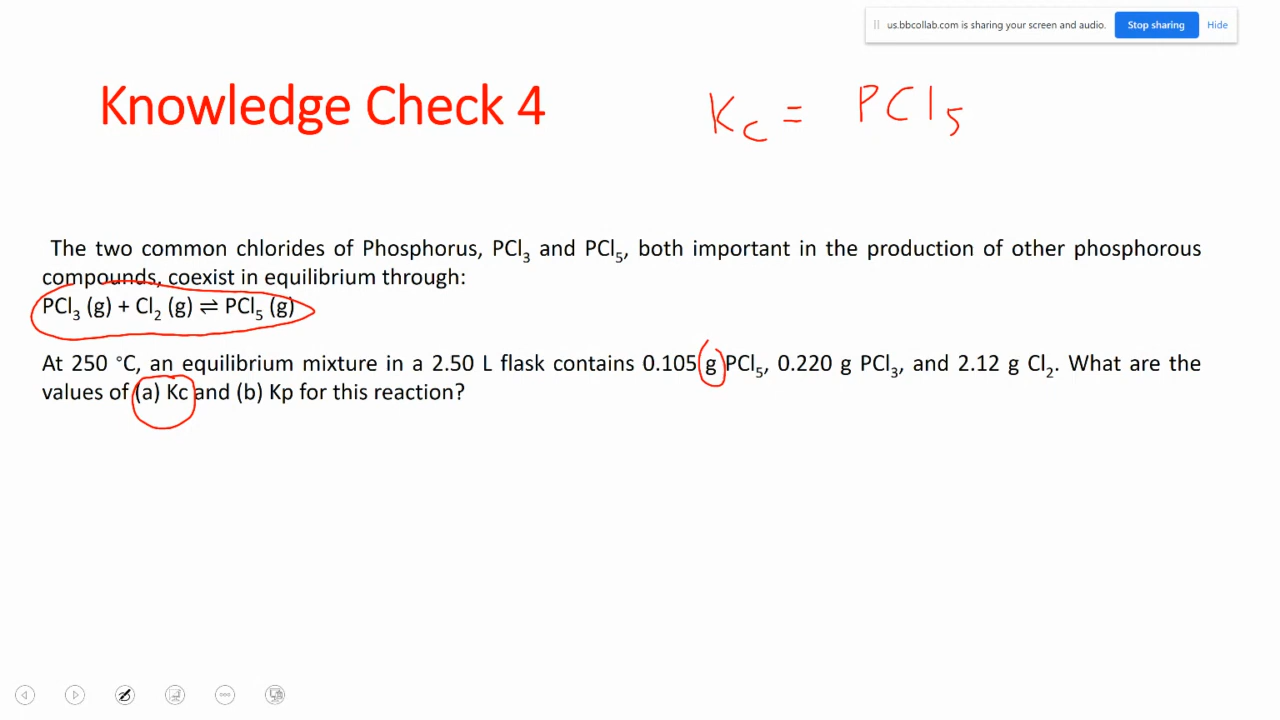 us.bbcollab.com is sharing your screen and audio. Stop sharing Hide
Knowledge Check 4
Kc = PCl5
The two common chlorides of Phosphorus, PCl3 and PCl5, both important in the production of other phosphorous
compounds, coexist in equilibrium through:
PCl3 (g) + Cl2 (g) ⇌ PCl5 (g)
At 250 °C, an equilibrium mixture in a 2.50 L flask contains 0.105 g PCl5, 0.220 g PCl3, and 2.12 g Cl2. What are the
values of (a) Kc and (b) Kp for this reaction?